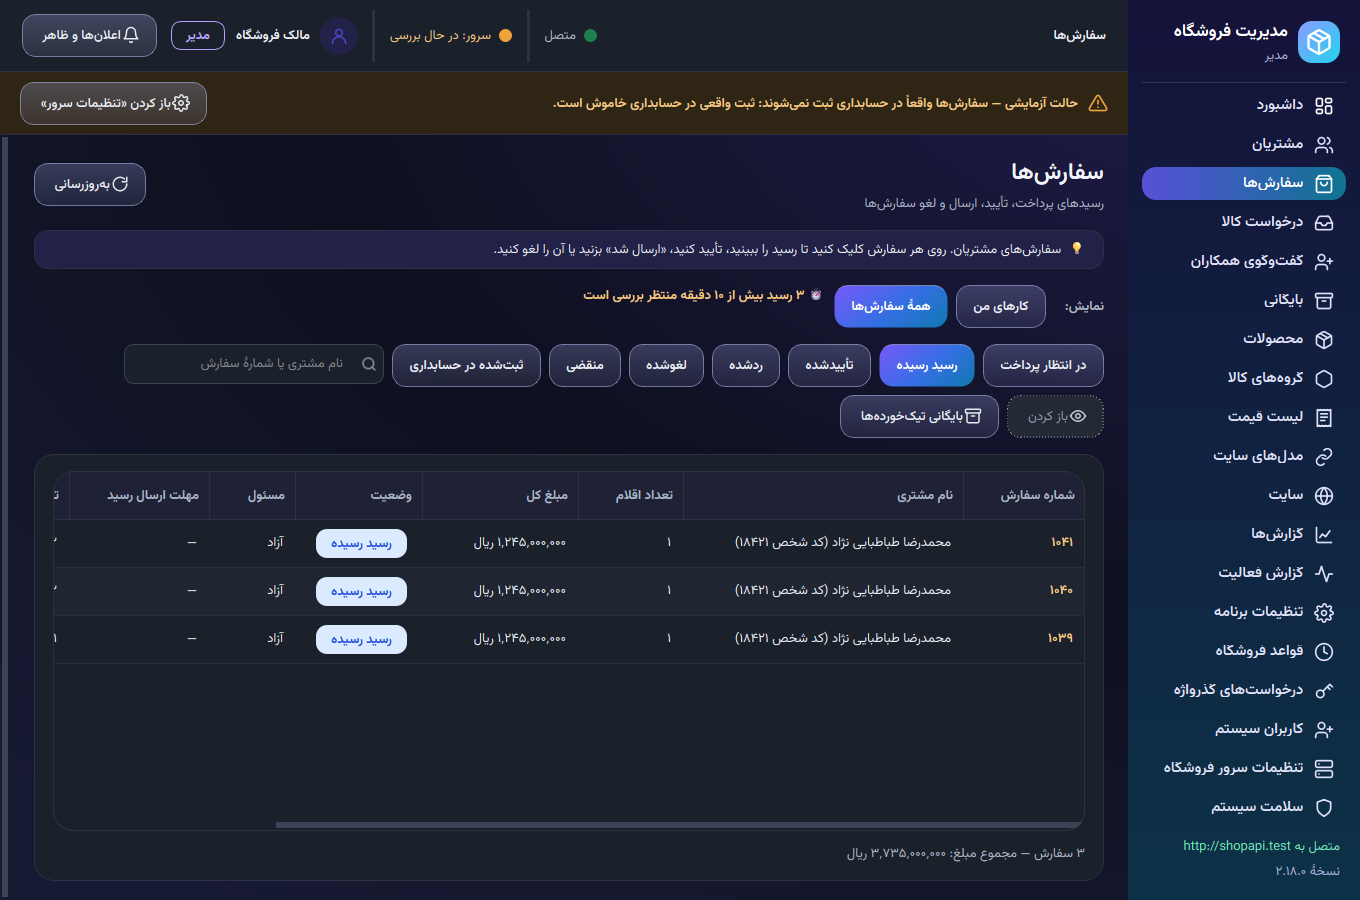 مدیریت فروشگاه
مدیر
داشبورد
مشتریان
سفارش‌ها
درخواست کالا
گفت‌وگوی همکاران
بایگانی
محصولات
گروه‌های کالا
لیست قیمت
مدل‌های سایت
سایت
گزارش‌ها
گزارش فعالیت
تنظیمات برنامه
قواعد فروشگاه
درخواست‌های گذرواژه
کاربران سیستم
تنظیمات سرور فروشگاه
سلامت سیستم
متصل به http://shopapi.test
نسخهٔ ۲.۱۸.۰
سفارش‌ها
متصل
سرور: در حال بررسی
مالک فروشگاه
مدیر
اعلان‌ها و ظاهر
حالت آزمایشی — سفارش‌ها واقعاً در حسابداری ثبت نمی‌شوند: ثبت واقعی در حسابداری خاموش است.
باز کردن «تنظیمات سرور»
سفارش‌ها
رسیدهای پرداخت، تأیید، ارسال و لغو سفارش‌ها
به‌روزرسانی
سفارش‌های مشتریان. روی هر سفارش کلیک کنید تا رسید را ببینید، تأیید کنید، «ارسال شد» بزنید یا آن را لغو کنید.
نمایش:
کارهای من
همهٔ سفارش‌ها
۳ رسید بیش از ۱۰ دقیقه منتظر بررسی است
در انتظار پرداخت
رسید رسیده
تأییدشده
ردشده
لغوشده
منقضی
ثبت‌شده در حسابداری
نام مشتری یا شمارهٔ سفارش
باز کردن
بایگانی تیک‌خورده‌ها
شماره سفارش نام مشتری تعداد اقلام مبلغ کل وضعیت مسئول مهلت ارسال رسید
۱۰۴۱ محمدرضا طباطبایی نژاد (کد شخص ۱۸۴۲۱) ۱ ۱,۲۴۵,۰۰۰,۰۰۰ ریال رسید رسیده آزاد —
۱۰۴۰ محمدرضا طباطبایی نژاد (کد شخص ۱۸۴۲۱) ۱ ۱,۲۴۵,۰۰۰,۰۰۰ ریال رسید رسیده آزاد —
۱۰۳۹ محمدرضا طباطبایی نژاد (کد شخص ۱۸۴۲۱) ۱ ۱,۲۴۵,۰۰۰,۰۰۰ ریال رسید رسیده آزاد —
۳ سفارش — مجموع مبلغ: ۳,۷۳۵,۰۰۰,۰۰۰ ریال